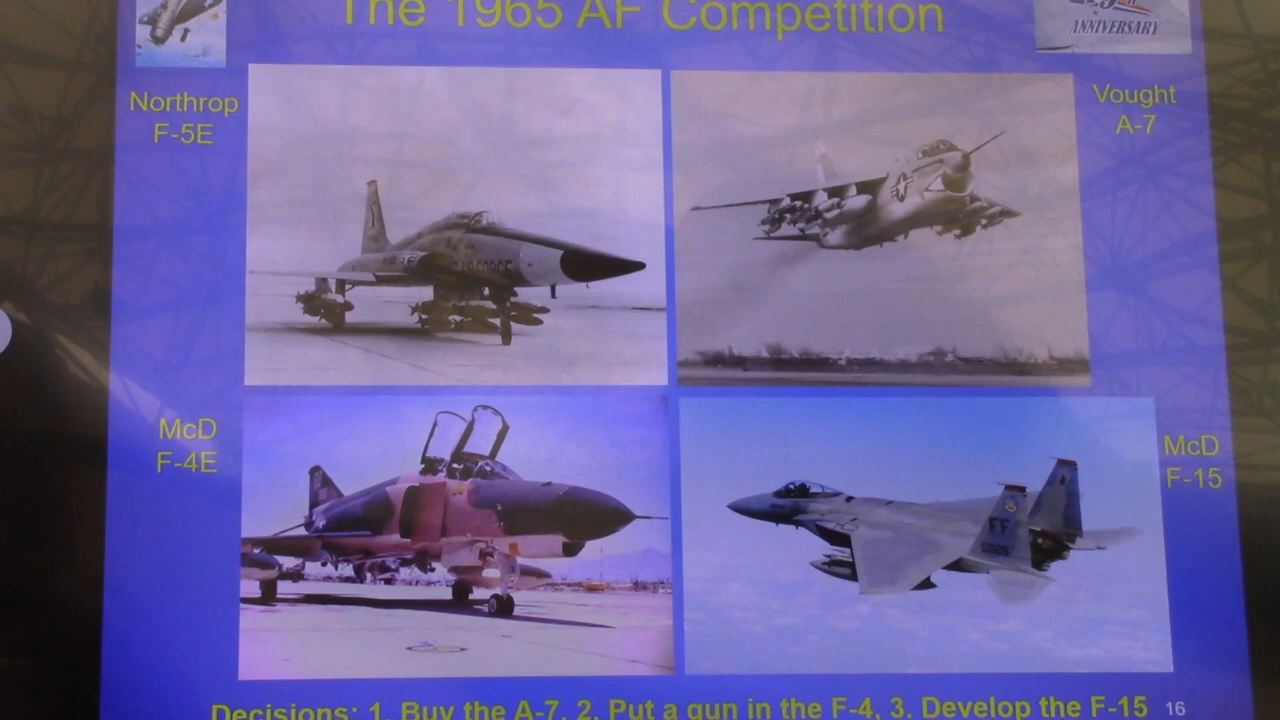 The 1965 AF Competition
ANNIVERSARY
Northrop
F-5E
Vought
A-7
McD
F-4E
McD
F-15
FF
Decisions: 1. Buy the A-7, 2. Put a gun in the F-4, 3. Develop the F-15
16